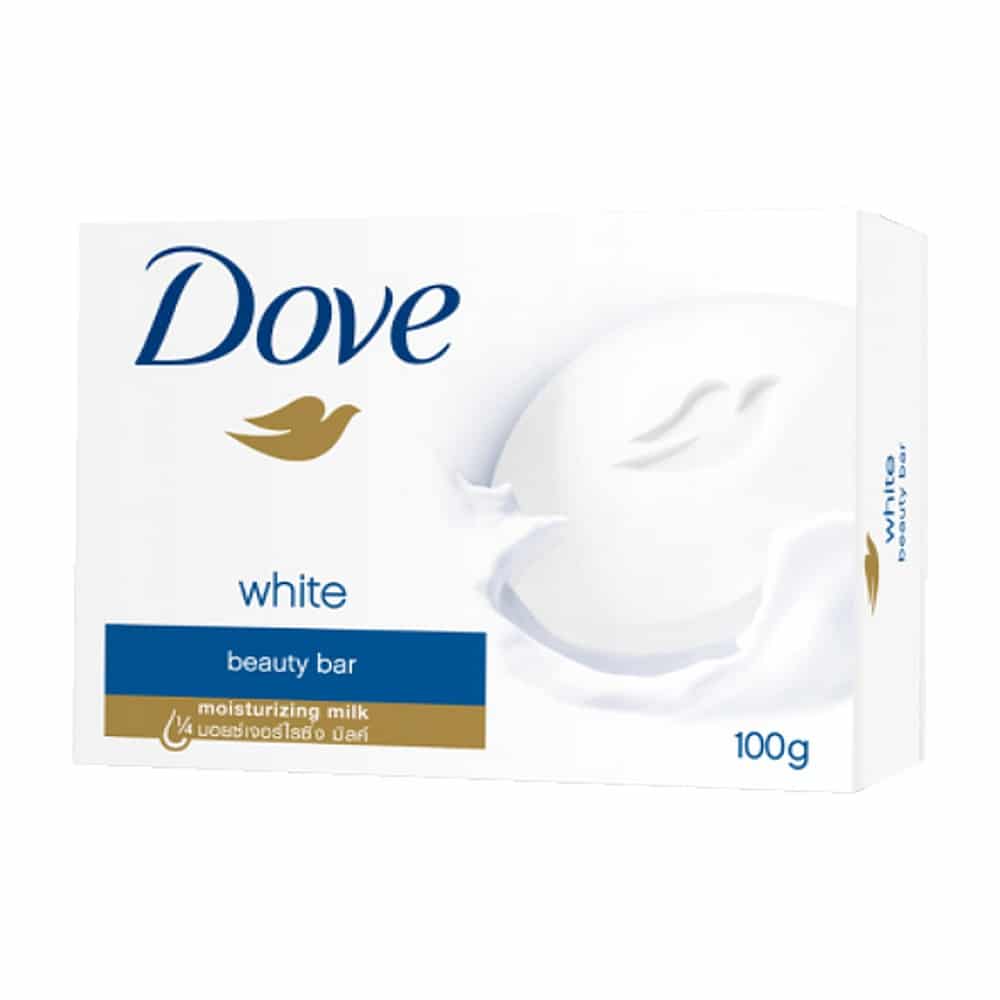 Dove
white
beauty bar
moisturizing milk
¼ มอยซ์เจอร์ไรซิ่ง มิลค์
100g
white
beauty bar